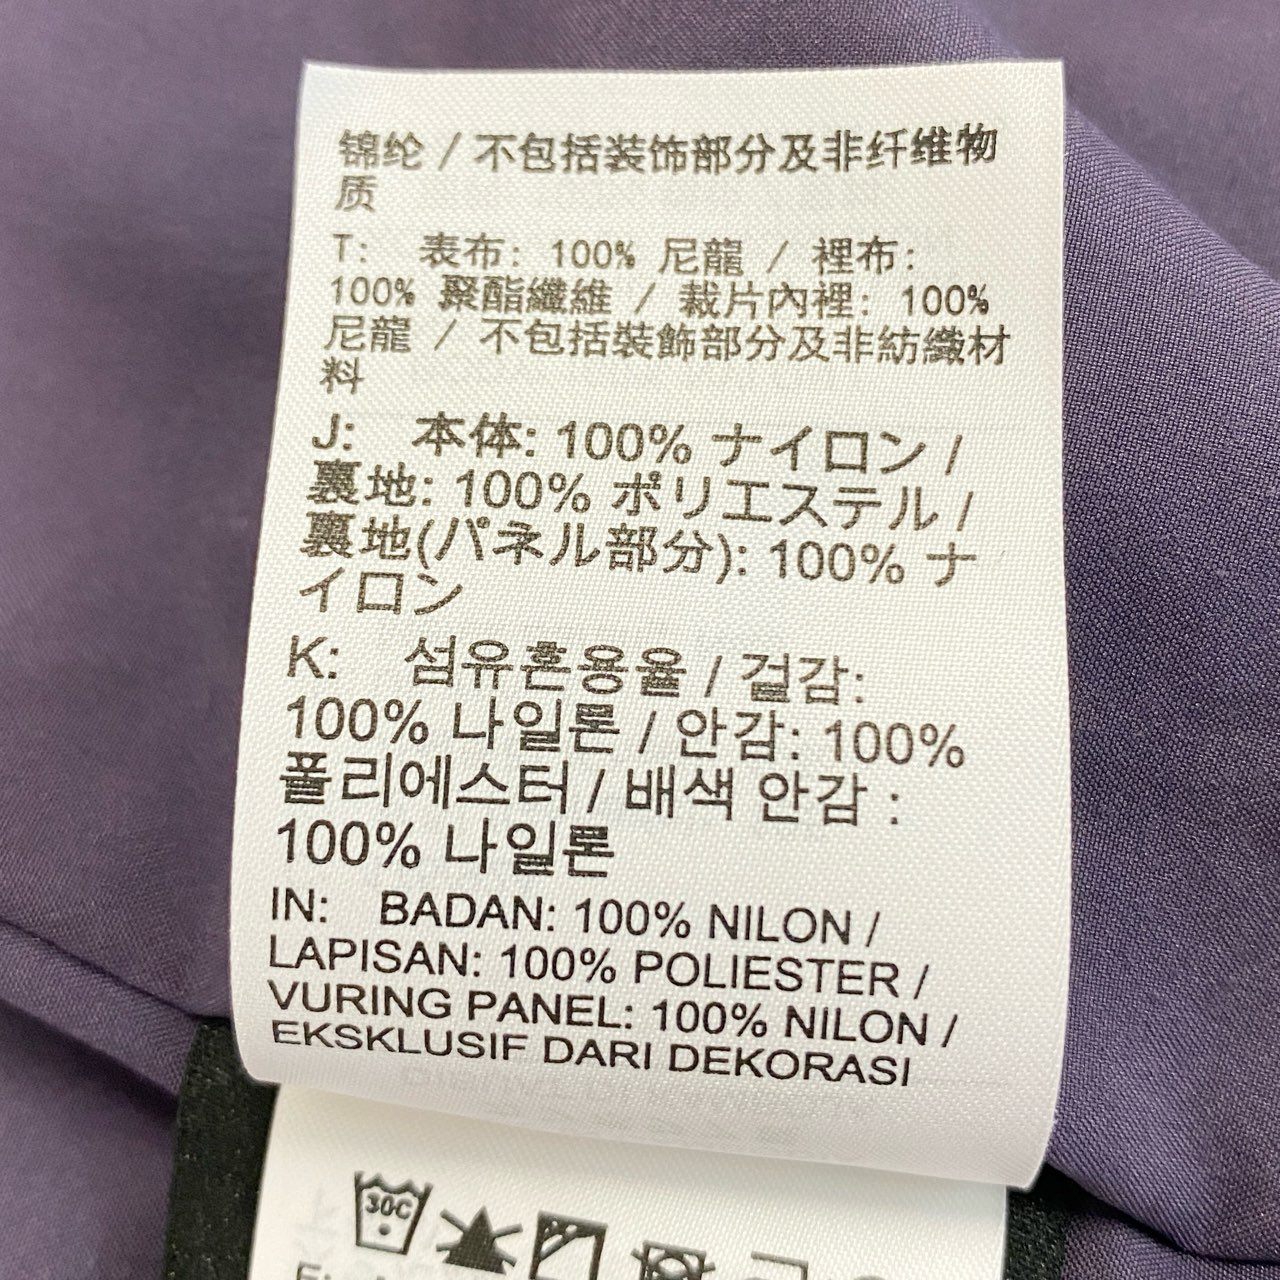 锦纶 / 不包括装饰部分及非纤维物
质
T: 表布: 100% 尼龍 / 裡布:
100% 聚酯纖維 / 裁片內裡: 100%
尼龍 / 不包括裝飾部分及非紡織材
料
J: 本体: 100% ナイロン /
裏地: 100% ポリエステル /
裏地(パネル部分): 100% ナ
イロン
K: 섬유혼용율 / 겉감:
100% 나일론 / 안감: 100%
폴리에스터 / 배색 안감 :
100% 나일론
IN: BADAN: 100% NILON /
LAPISAN: 100% POLIESTER /
VURING PANEL: 100% NILON /
EKSKLUSIF DARI DEKORASI
30C